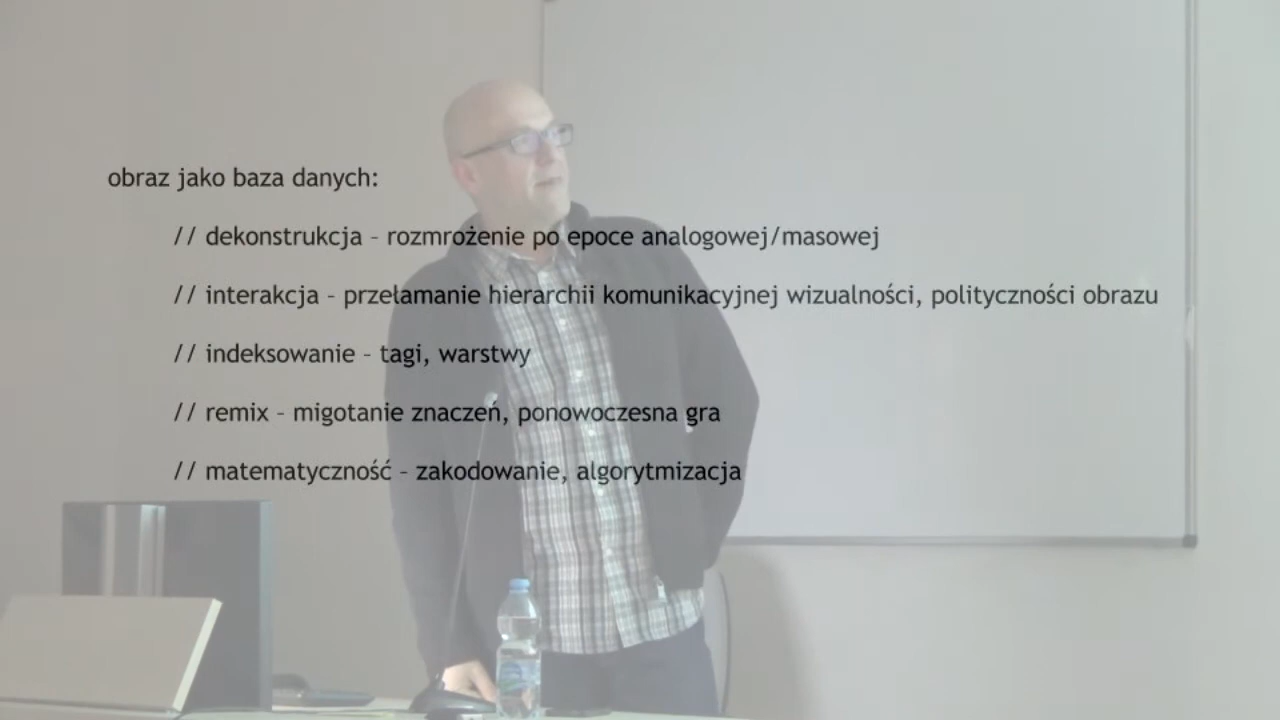 obraz jako baza danych:
// dekonstrukcja – rozmrożenie po epoce analogowej/masowej
// interakcja – przełamanie hierarchii komunikacyjnej wizualności, polityczności obrazu
// indeksowanie – tagi, warstwy
// remix – migotanie znaczeń, ponowoczesna gra
// matematyczność – zakodowanie, algorytmizacja